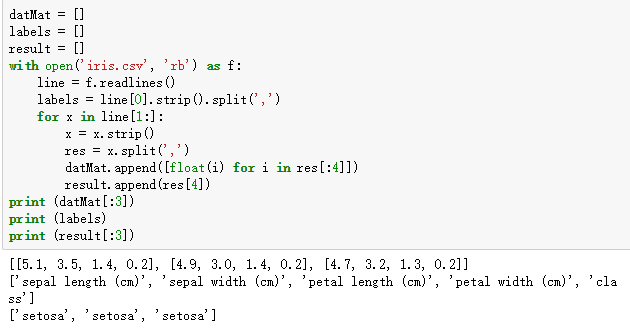 datMat = []
labels = []
result = []
with open('iris.csv', 'rb') as f:
    line = f.readlines()
    labels = line[0].strip().split(',')
    for x in line[1:]:
        x = x.strip()
        res = x.split(',')
        datMat.append([float(i) for i in res[:4]])
        result.append(res[4])
print (datMat[:3])
print (labels)
print (result[:3])
[[5.1, 3.5, 1.4, 0.2], [4.9, 3.0, 1.4, 0.2], [4.7, 3.2, 1.3, 0.2]]
['sepal length (cm)', 'sepal width (cm)', 'petal length (cm)', 'petal width (cm)', 'cla
ss']
['setosa', 'setosa', 'setosa']